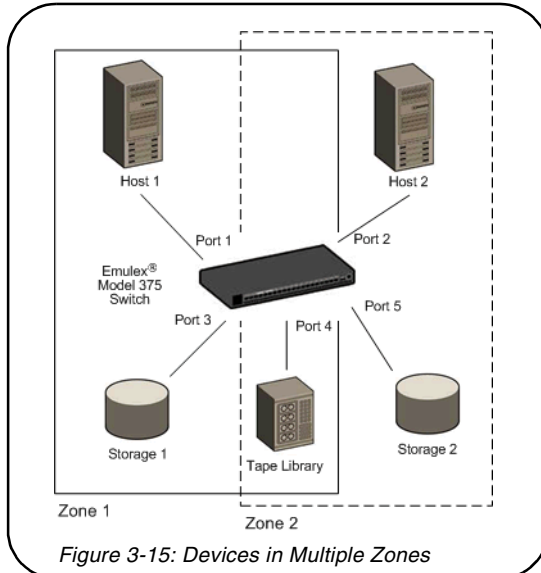 Host 1
Host 2
Port 1
Port 2
Emulex®
Model 375
Switch
Port 3
Port 4
Port 5
Storage 1
Tape Library
Storage 2
Zone 1
Zone 2
Figure 3-15: Devices in Multiple Zones